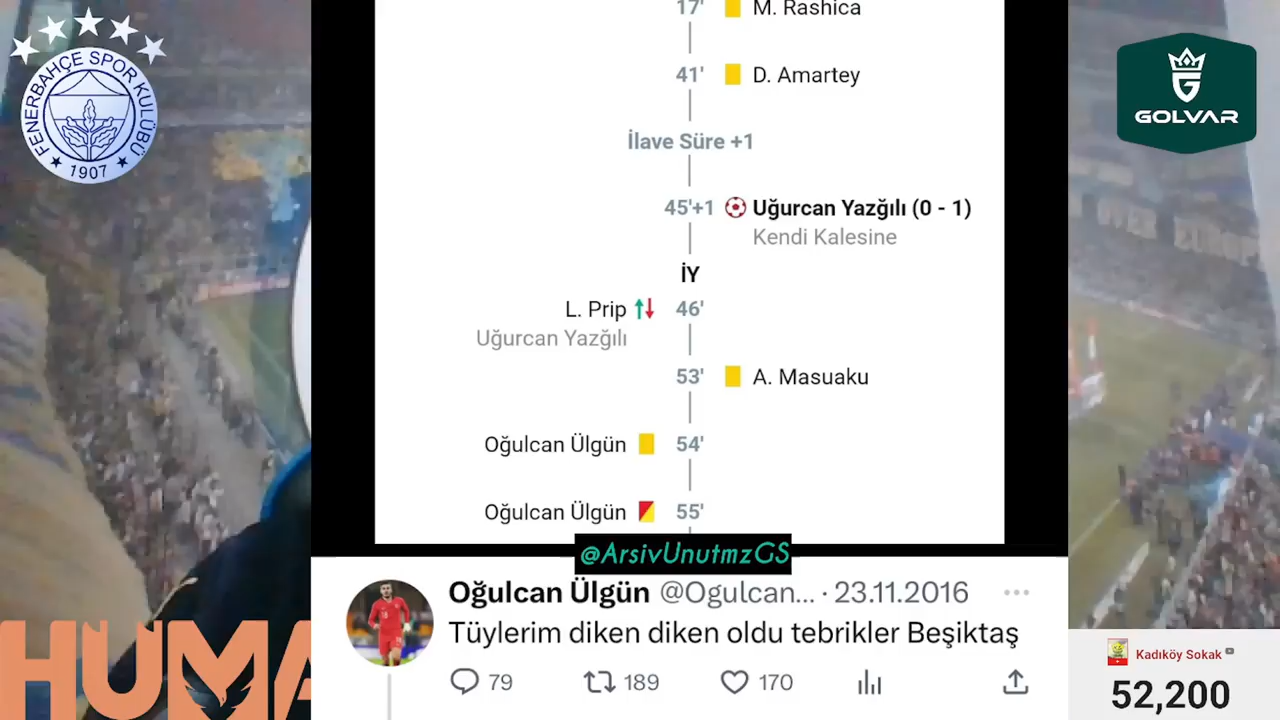 FENERBAHÇE SPOR KULÜBÜ
1907
GOLVAR
17' M. Rashica
41' D. Amartey
İlave Süre +1
45'+1 Uğurcan Yazğılı (0 - 1)
Kendi Kalesine
İY
L. Prip 46'
Uğurcan Yazğılı
53' A. Masuaku
Oğulcan Ülgün 54'
Oğulcan Ülgün 55'
@ArsivUnutmzGS
Oğulcan Ülgün @Ogulcan... · 23.11.2016
Tüylerim diken diken oldu tebrikler Beşiktaş
79 189 170
HUMA
Kadıköy Sokak
52,200